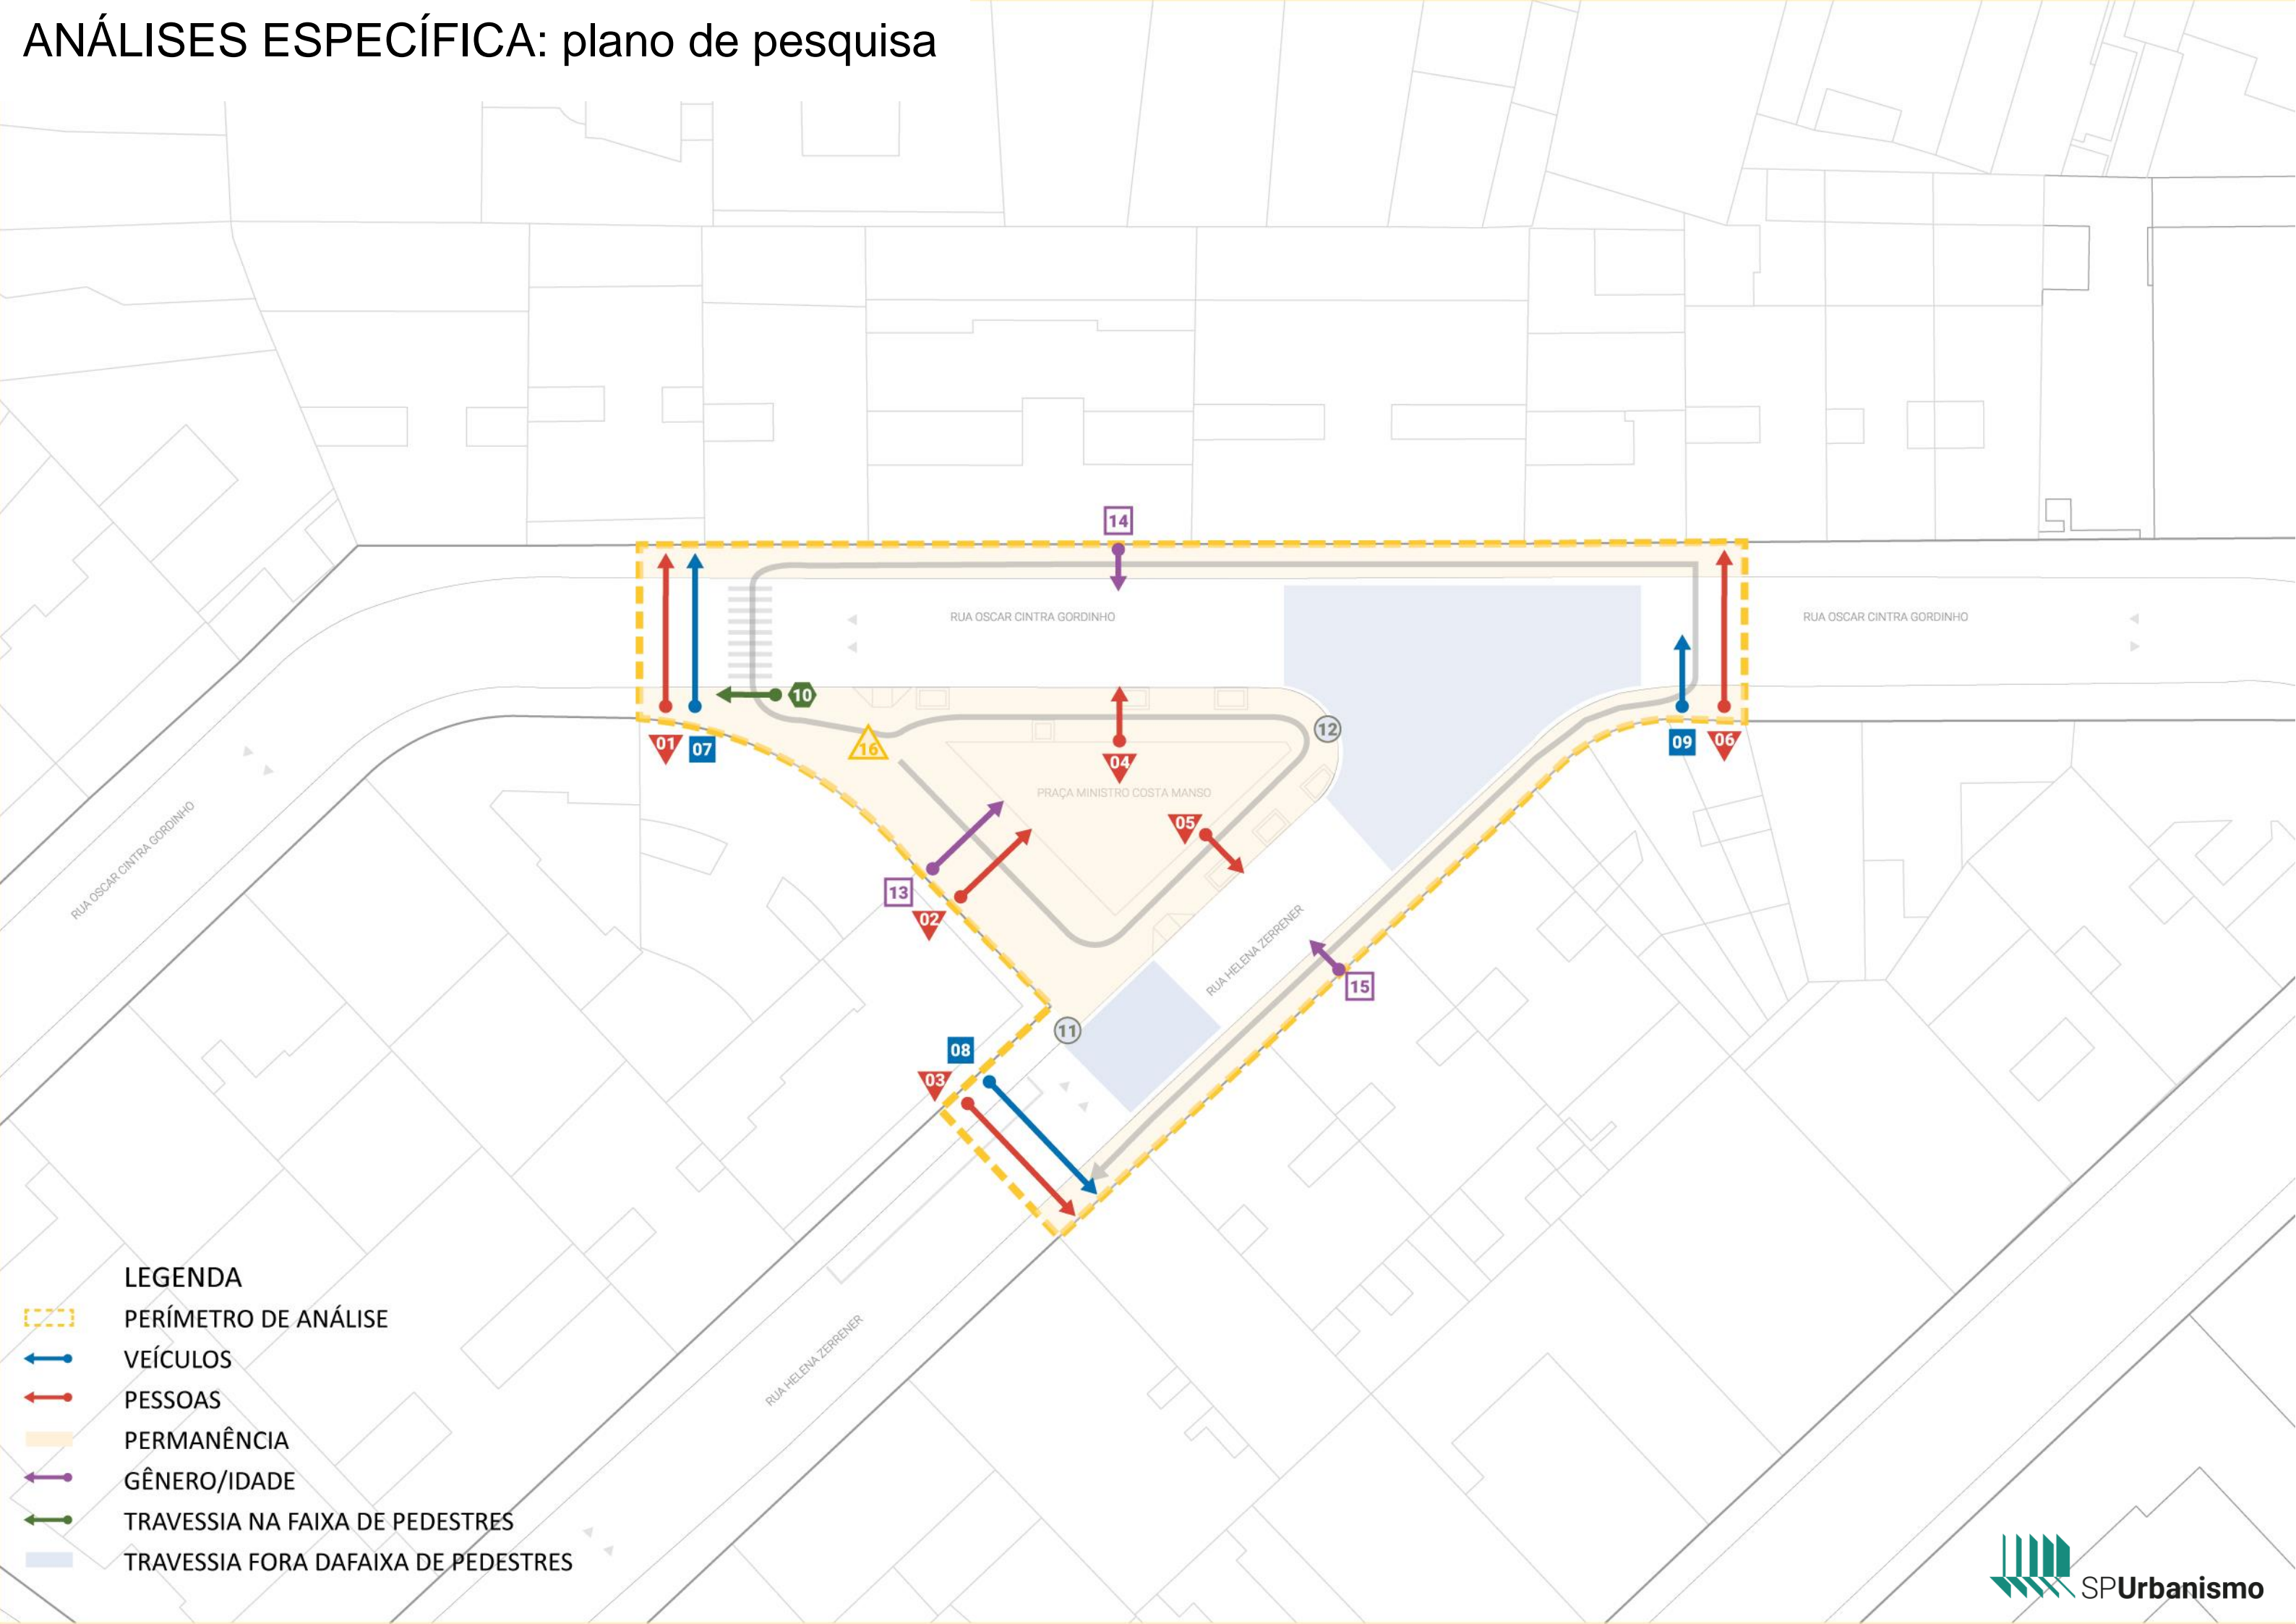 ANÁLISES ESPECÍFICA: plano de pesquisa
14
RUA OSCAR CINTRA GORDINHO
RUA OSCAR CINTRA GORDINHO
10
12
01
07
16
04
09
06
PRAÇA MINISTRO COSTA MANSO
05
RUA OSCAR CINTRA GORDINHO
13
02
RUA HELENA ZERRENER
15
11
08
03
RUA HELENA ZERRENER
LEGENDA
PERÍMETRO DE ANÁLISE
VEÍCULOS
PESSOAS
PERMANÊNCIA
GÊNERO/IDADE
TRAVESSIA NA FAIXA DE PEDESTRES
TRAVESSIA FORA DAFAIXA DE PEDESTRES
SPUrbanismo